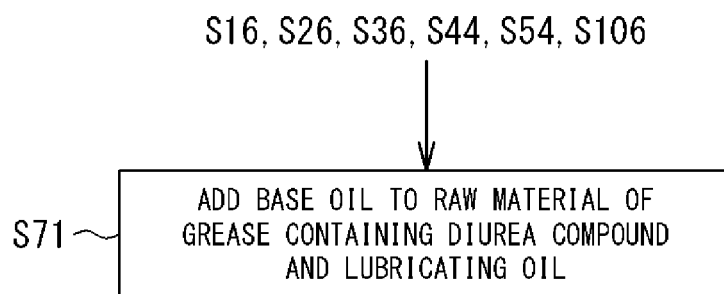 S16, S26, S36, S44, S54, S106
S71
ADD BASE OIL TO RAW MATERIAL OF
GREASE CONTAINING DIUREA COMPOUND
AND LUBRICATING OIL